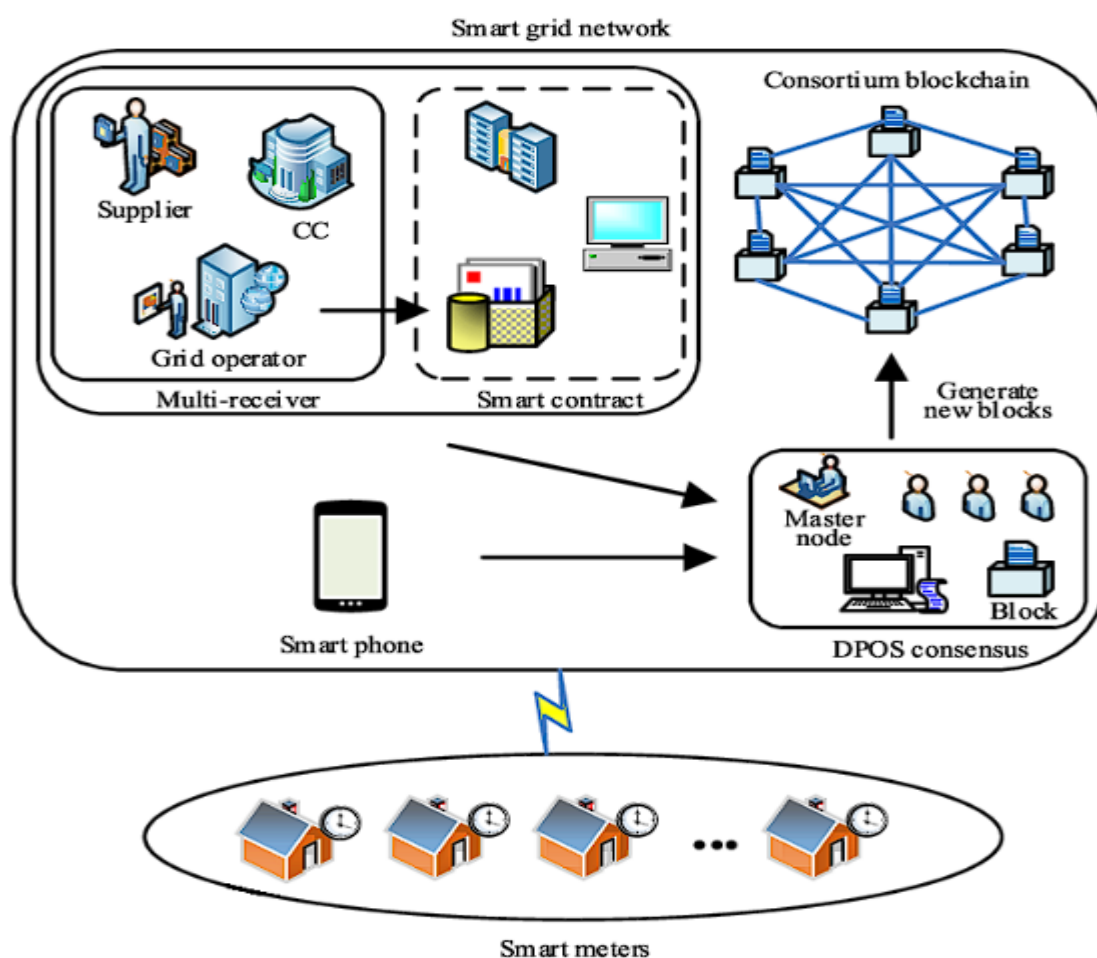 Smart grid network
Consortium blockchain
Supplier
CC
Grid operator
Multi-receiver
Smart contract
Generate
new blocks
Master
node
Block
Smart phone
DPOS consensus
Smart meters